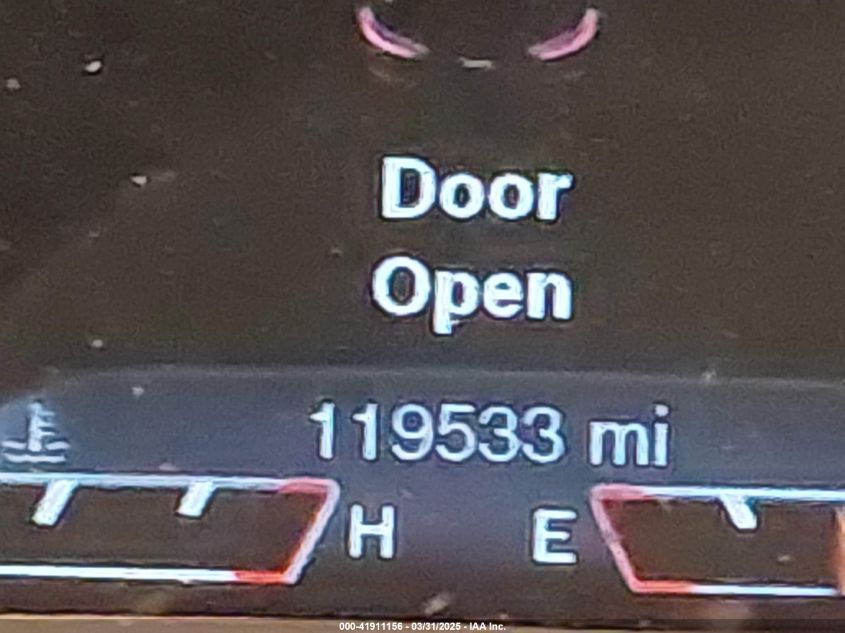 Door
Open
119533 mi
H E
000-41911156 - 03/31/2025 - IAA Inc.